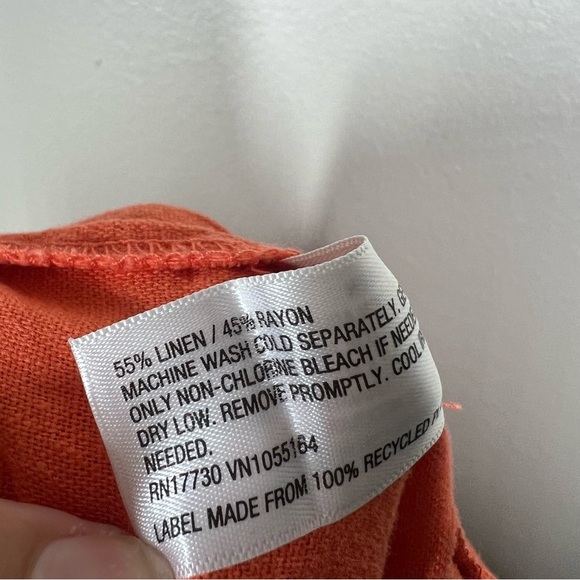 55% LINEN / 45% RAYON
MACHINE WASH COLD SEPARATELY.
ONLY NON-CHLORINE BLEACH IF
DRY LOW. REMOVE PROMPTLY. COOL
NEEDED.
RN17730 VN1055164
LABEL MADE FROM 100% RECYCLED